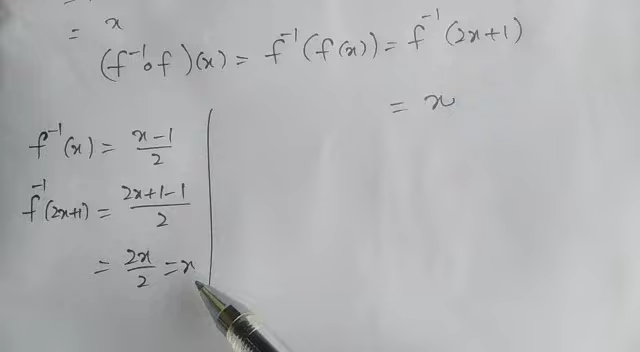 = x
(f⁻¹∘f)(x) = f⁻¹(f(x)) = f⁻¹(2x+1)
= x
f⁻¹(x) = (x-1)/2
f⁻¹(2x+1) = (2x+1-1)/2
= 2x/2 = x